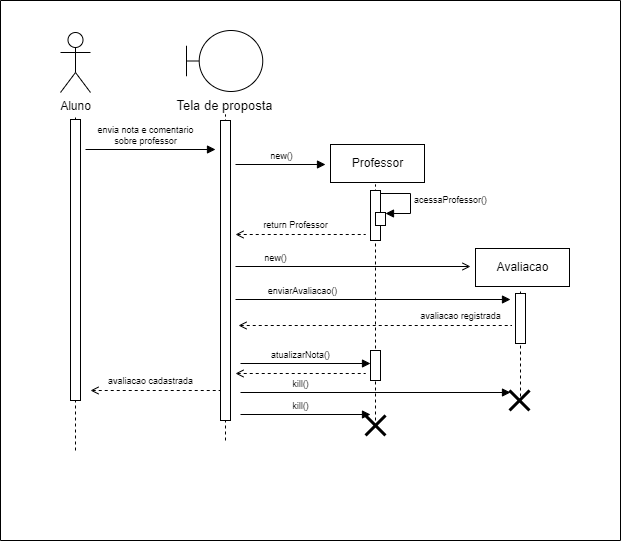 Aluno
Tela de proposta
envia nota e comentario
sobre professor
new()
Professor
acessaProfessor()
return Professor
new()
Avaliacao
enviarAvaliacao()
avaliacao registrada
atualizarNota()
avaliacao cadastrada
kill()
kill()